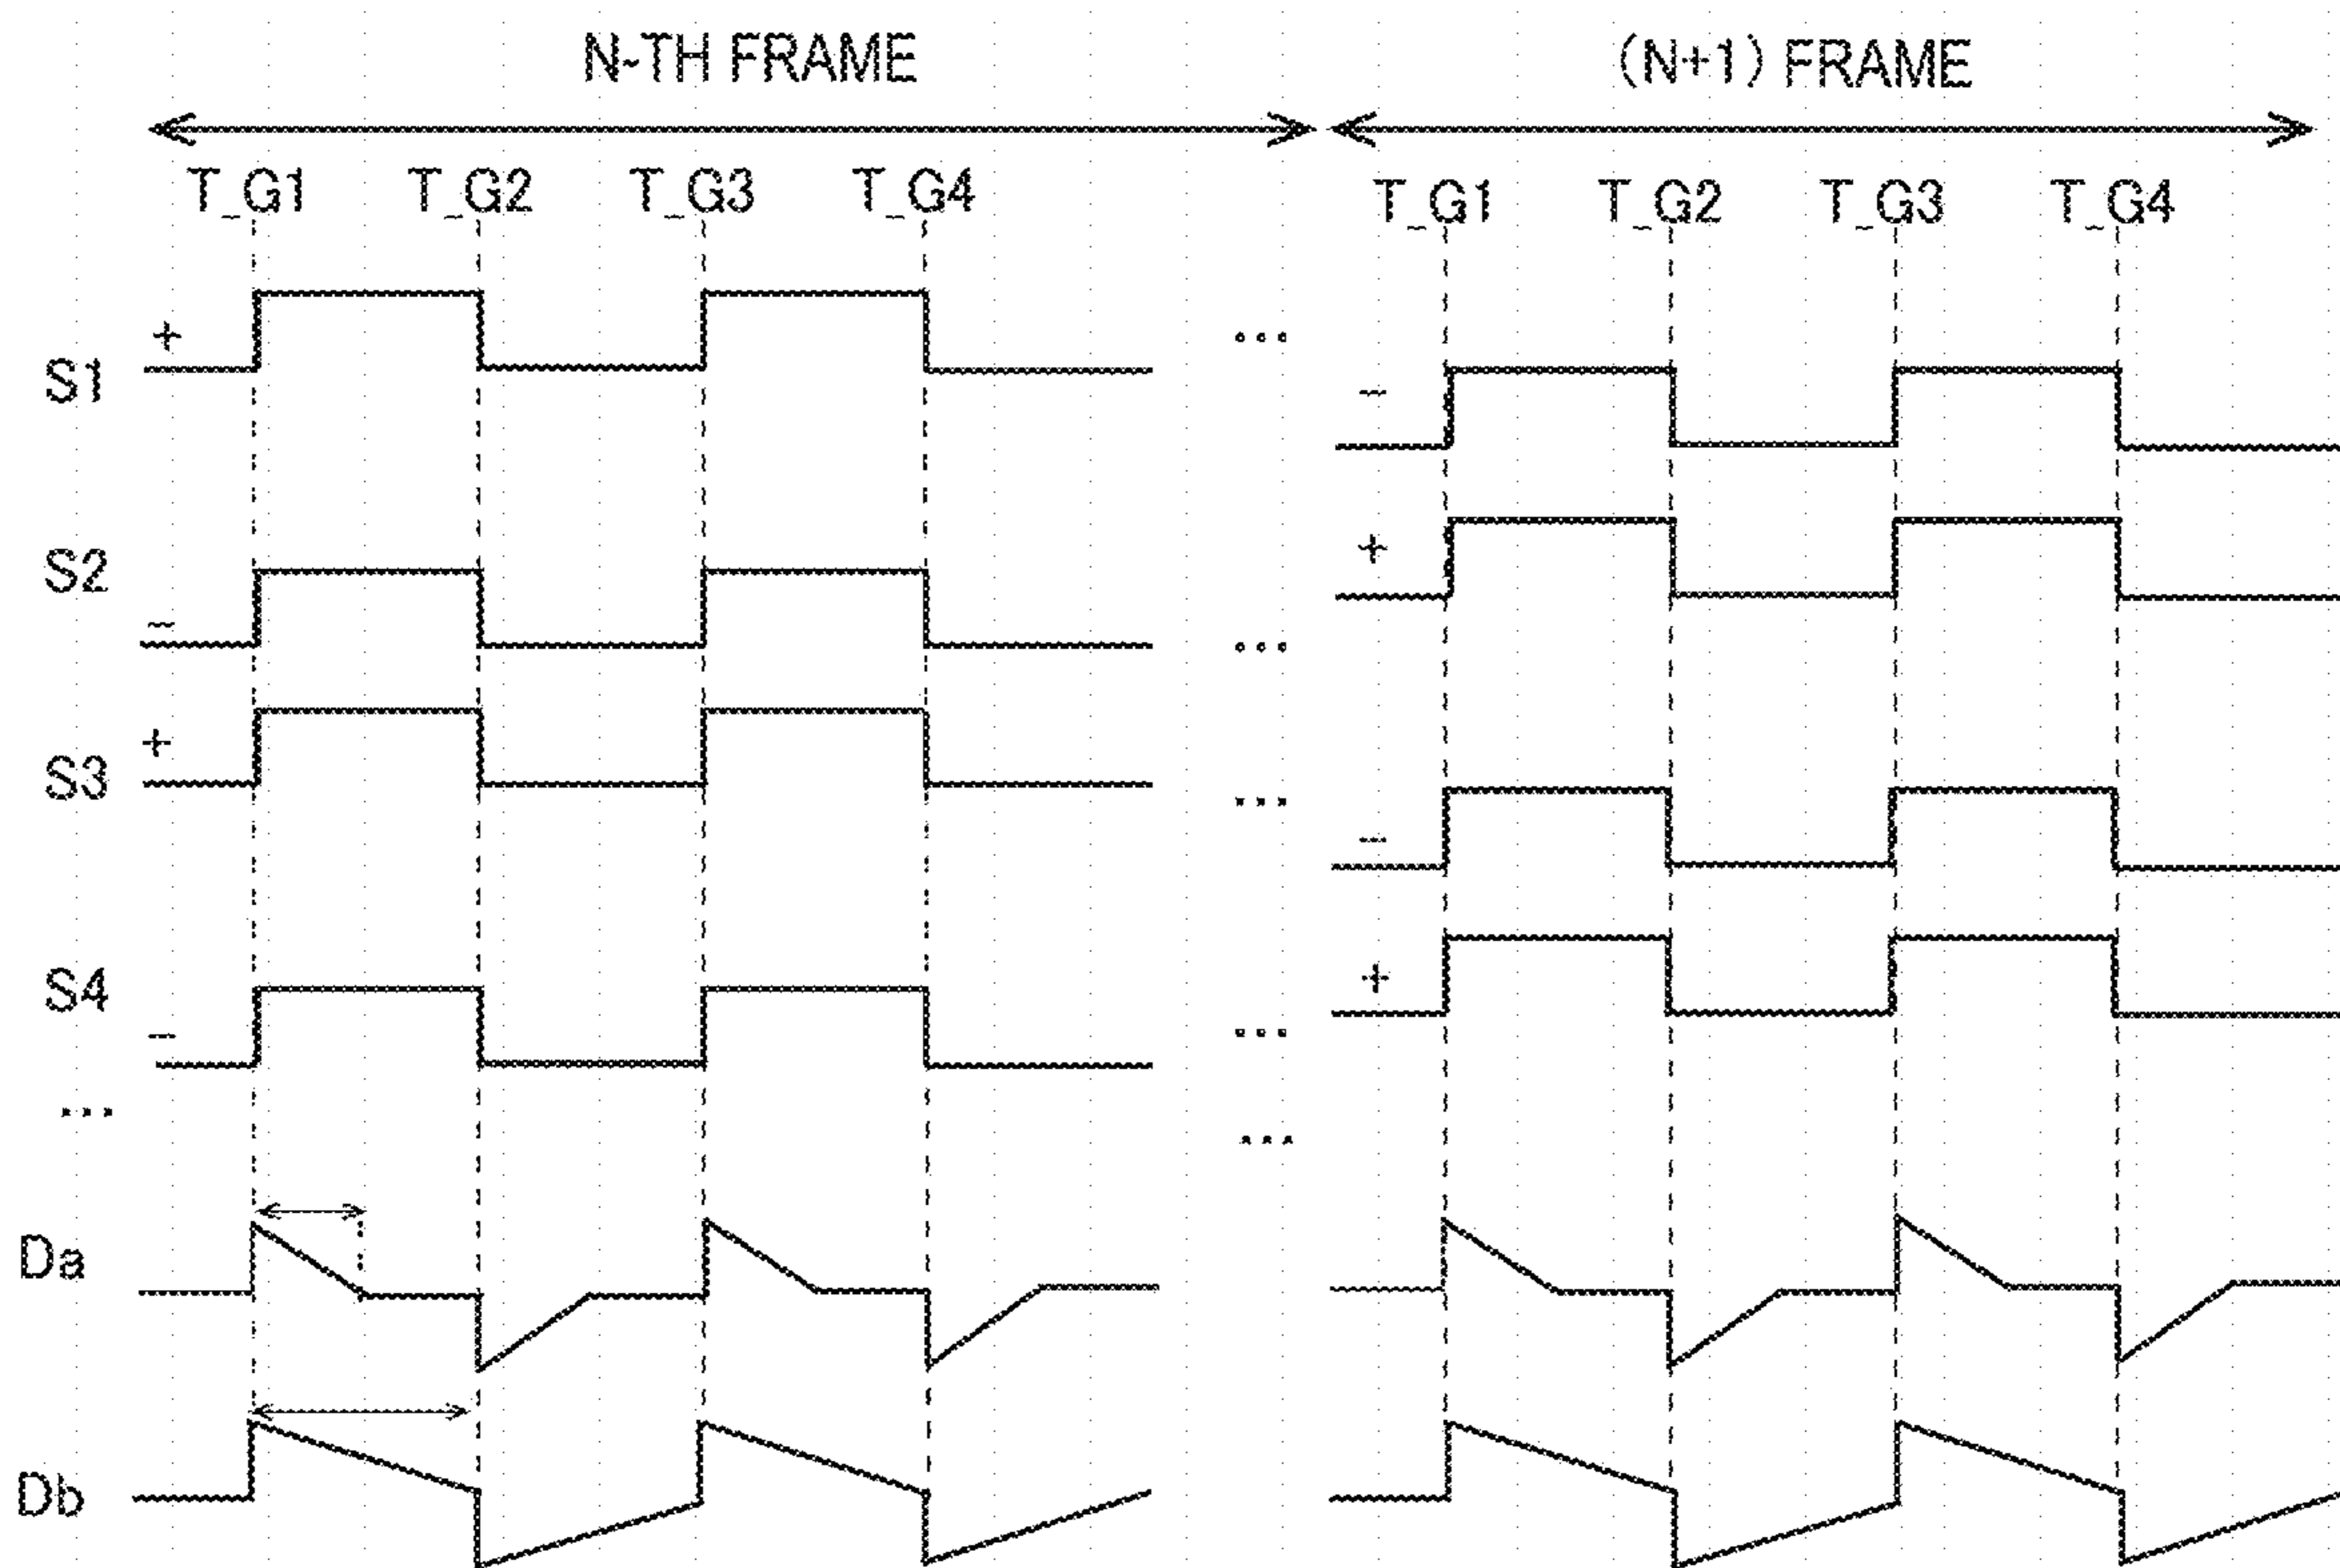 N-TH FRAME (N+1) FRAME
T_G1 T_G2 T_G3 T_G4 T_G1 T_G2 T_G3 T_G4
+
S1 ...
-
S2 +
- ...
+
S3 ...
-
S4 +
- ...
... ...
Da
Db